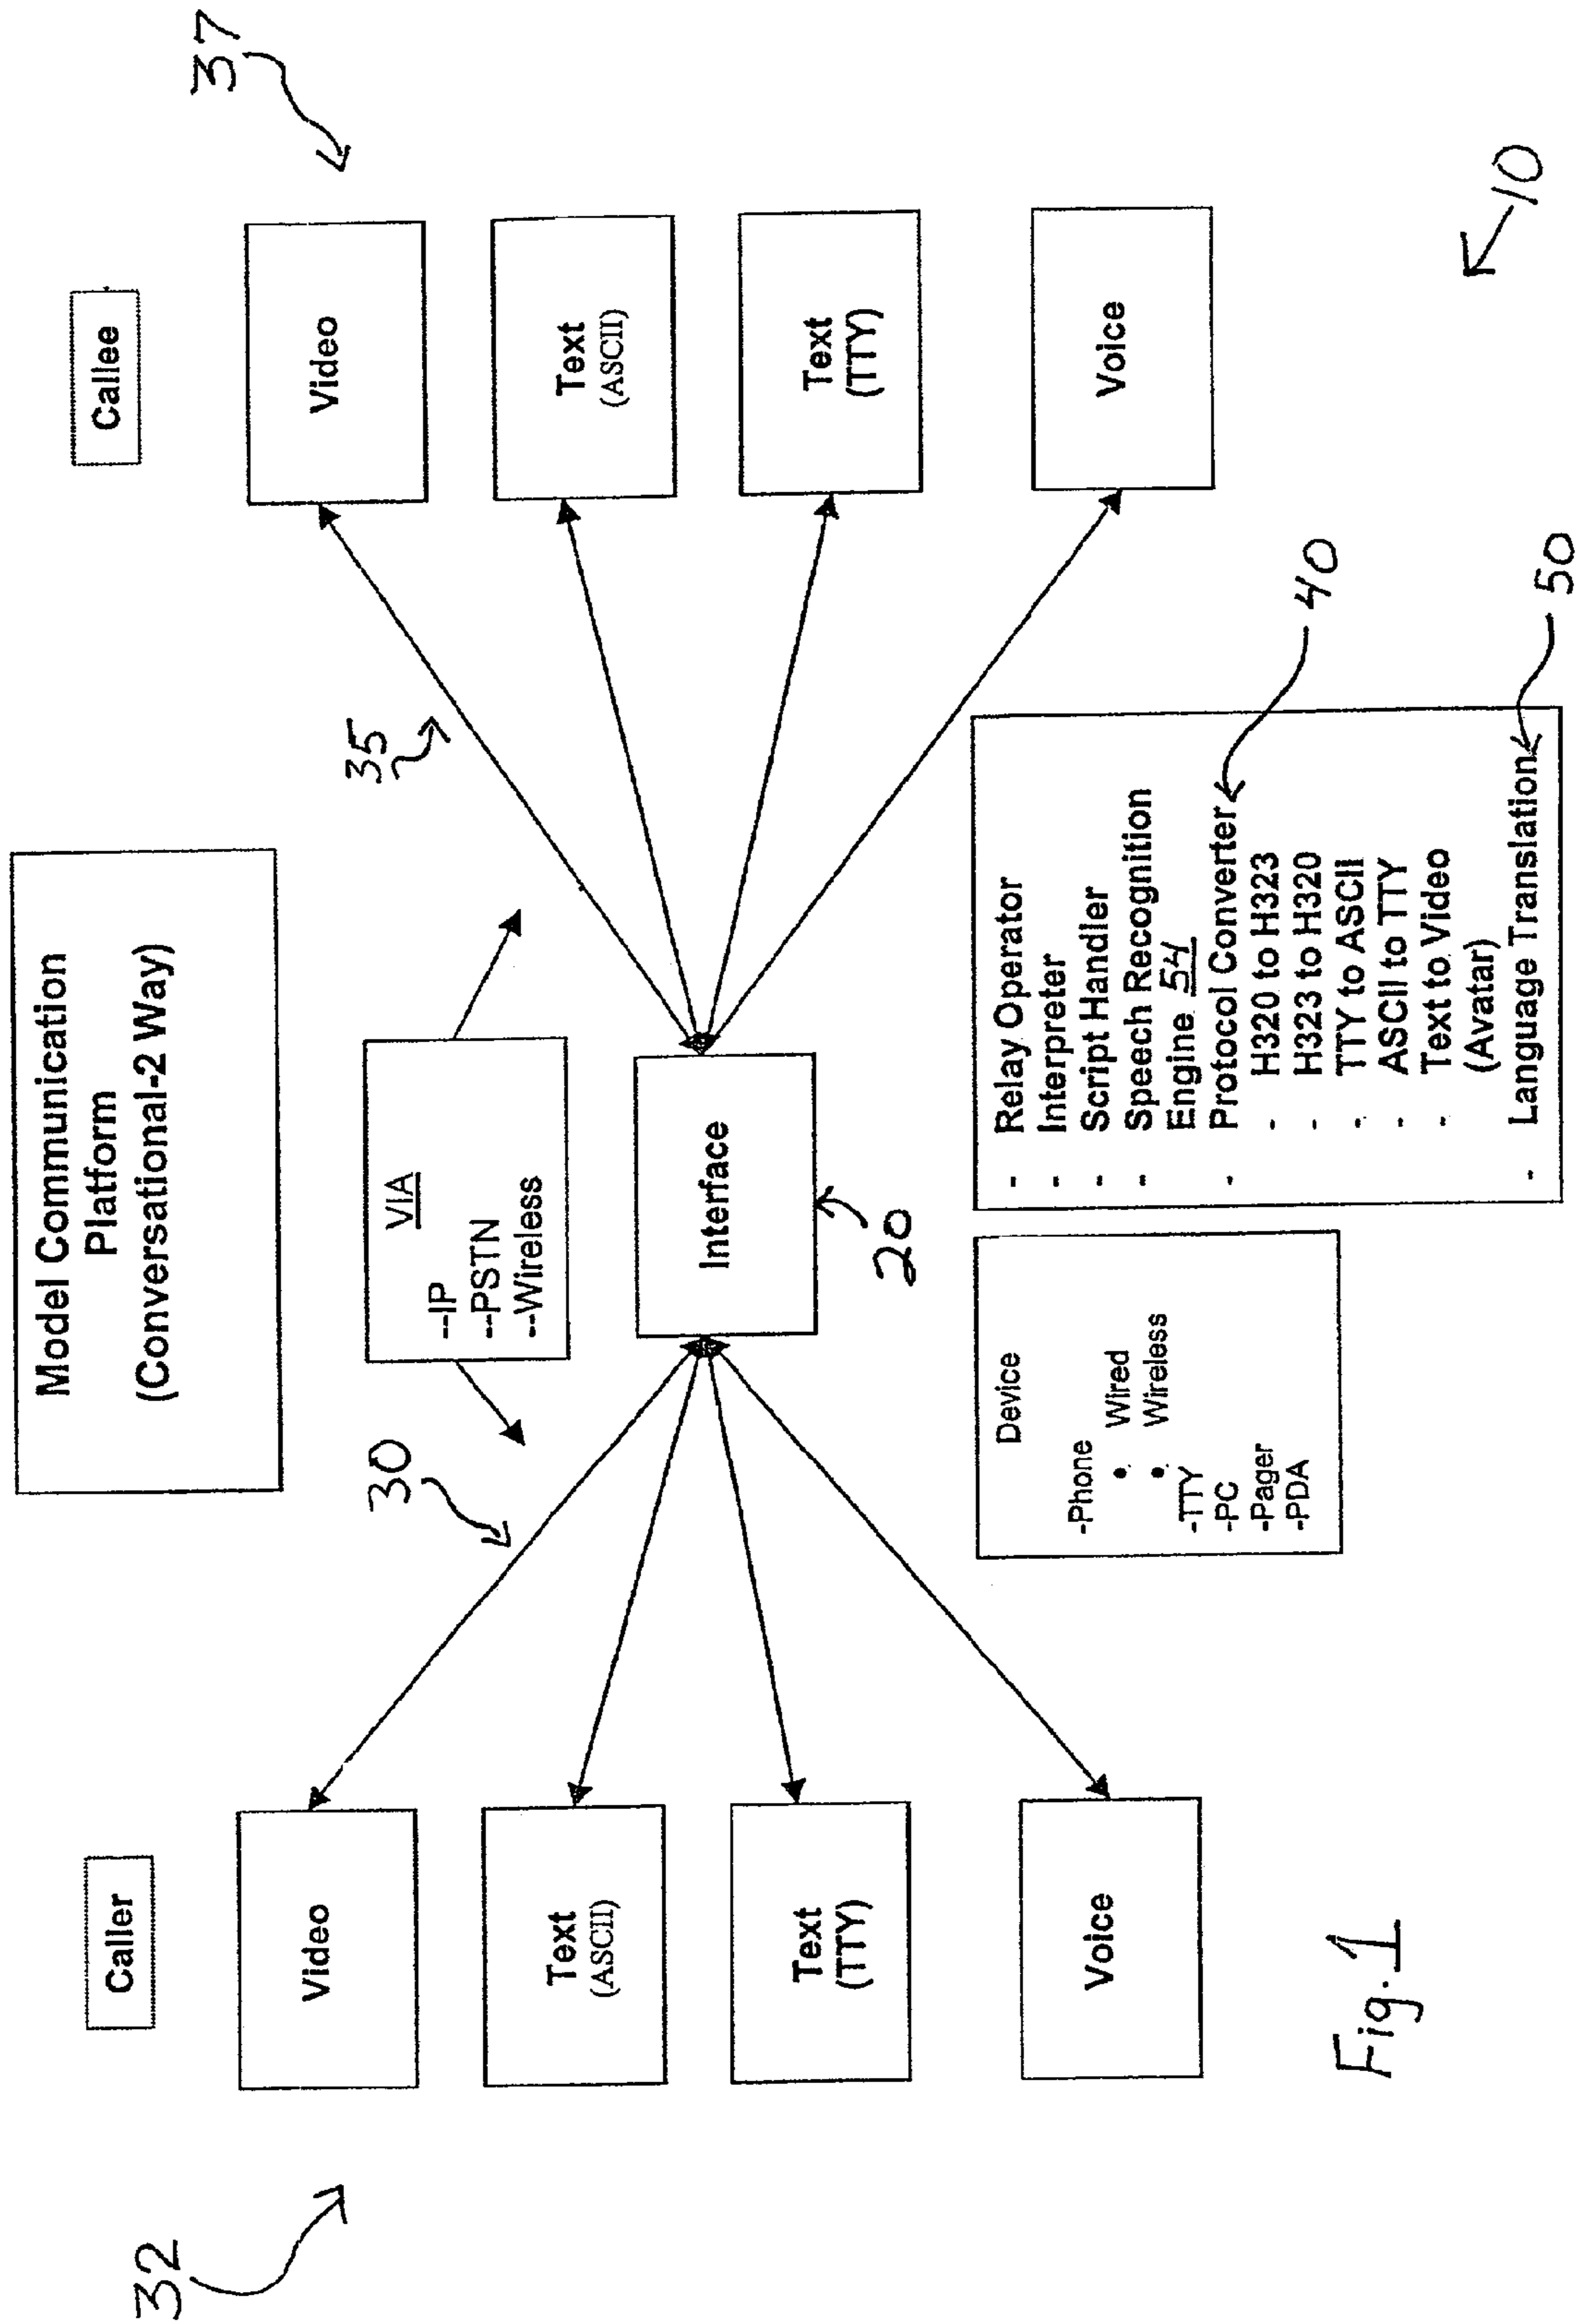 Model Communication
Platform
(Conversational-2 Way)
Caller
Callee
32
37
30
35
VIA
--IP
--PSTN
--Wireless
Video
Text
(ASCII)
Text
(TTY)
Voice
Interface
20
Video
Text
(ASCII)
Text
(TTY)
Voice
Device
-Phone
• Wired
• Wireless
-TTY
-PC
-Pager
-PDA
- Relay Operator
- Interpreter
- Script Handler
- Speech Recognition
Engine 54
- Protocol Converter
- H320 to H323
- H323 to H320
- TTY to ASCII
- ASCII to TTY
- Text to Video
(Avatar)
- Language Translation
40
50
10
Fig. 1